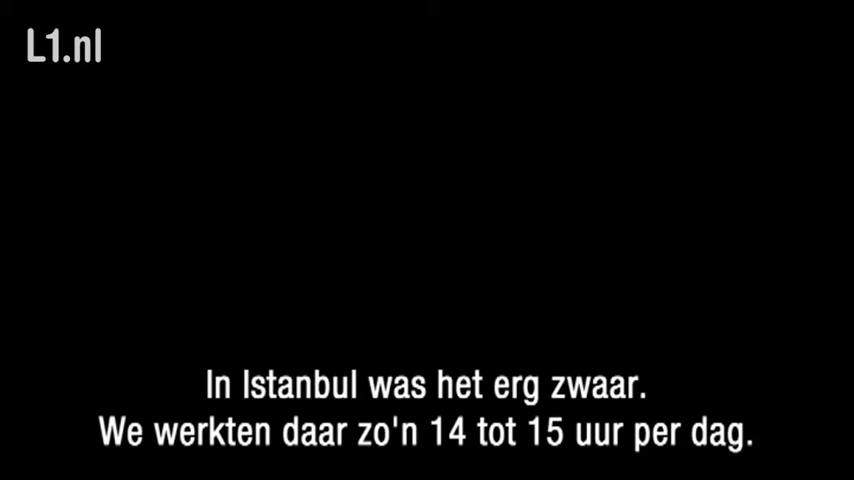 L1.nl
In Istanbul was het erg zwaar.
We werkten daar zo'n 14 tot 15 uur per dag.